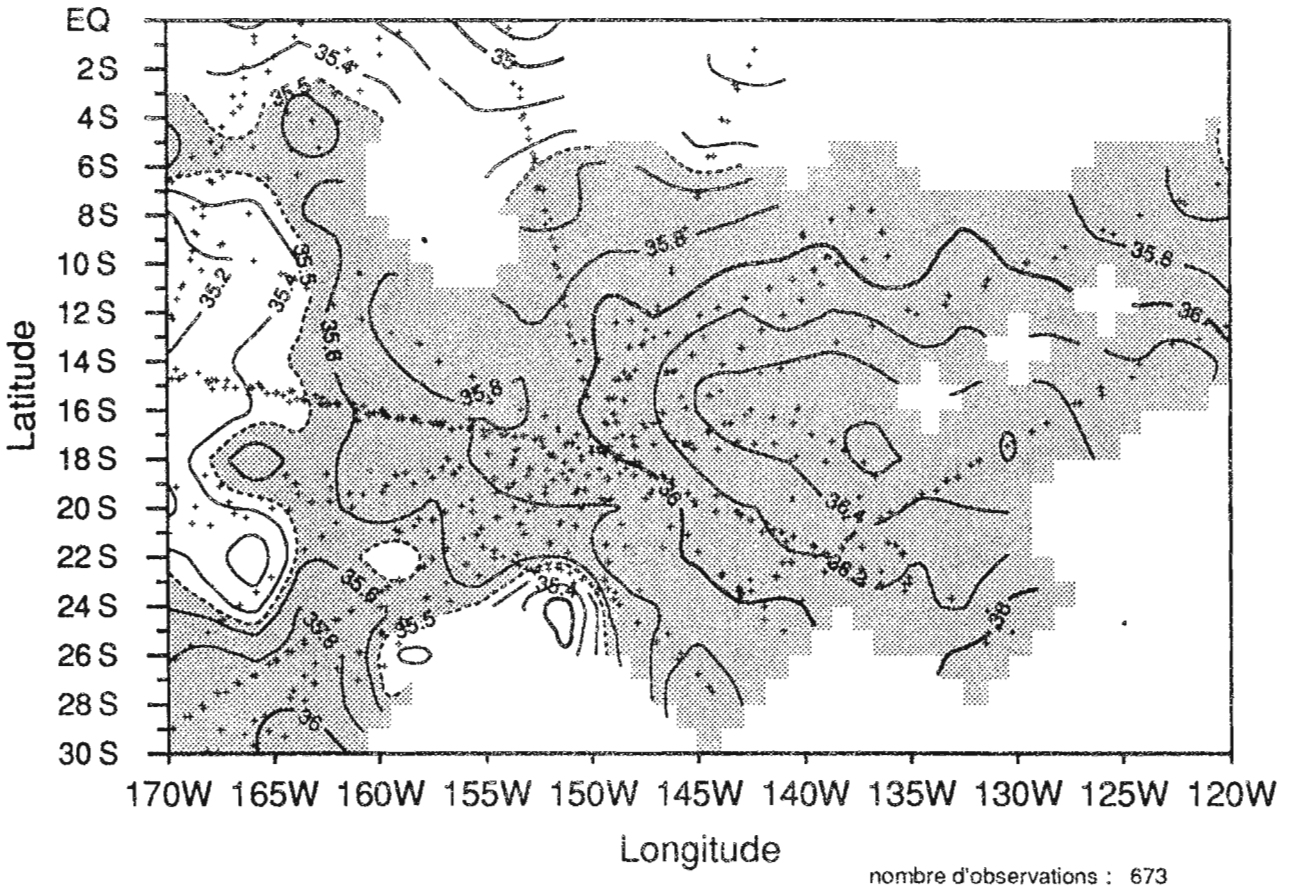 EQ
2S
4S
6S
8S
10S
12S
14S
16S
18S
20S
22S
24S
26S
28S
30S
Latitude
35.4
35
35.5
35.8
35.8
35.5
35.2
35.4
36
35.6
35.8
36
36.4
36.2
35.6
35.4
35.8
35.5
36
36
170W 165W 160W 155W 150W 145W 140W 135W 130W 125W 120W
Longitude
nombre d'observations : 673